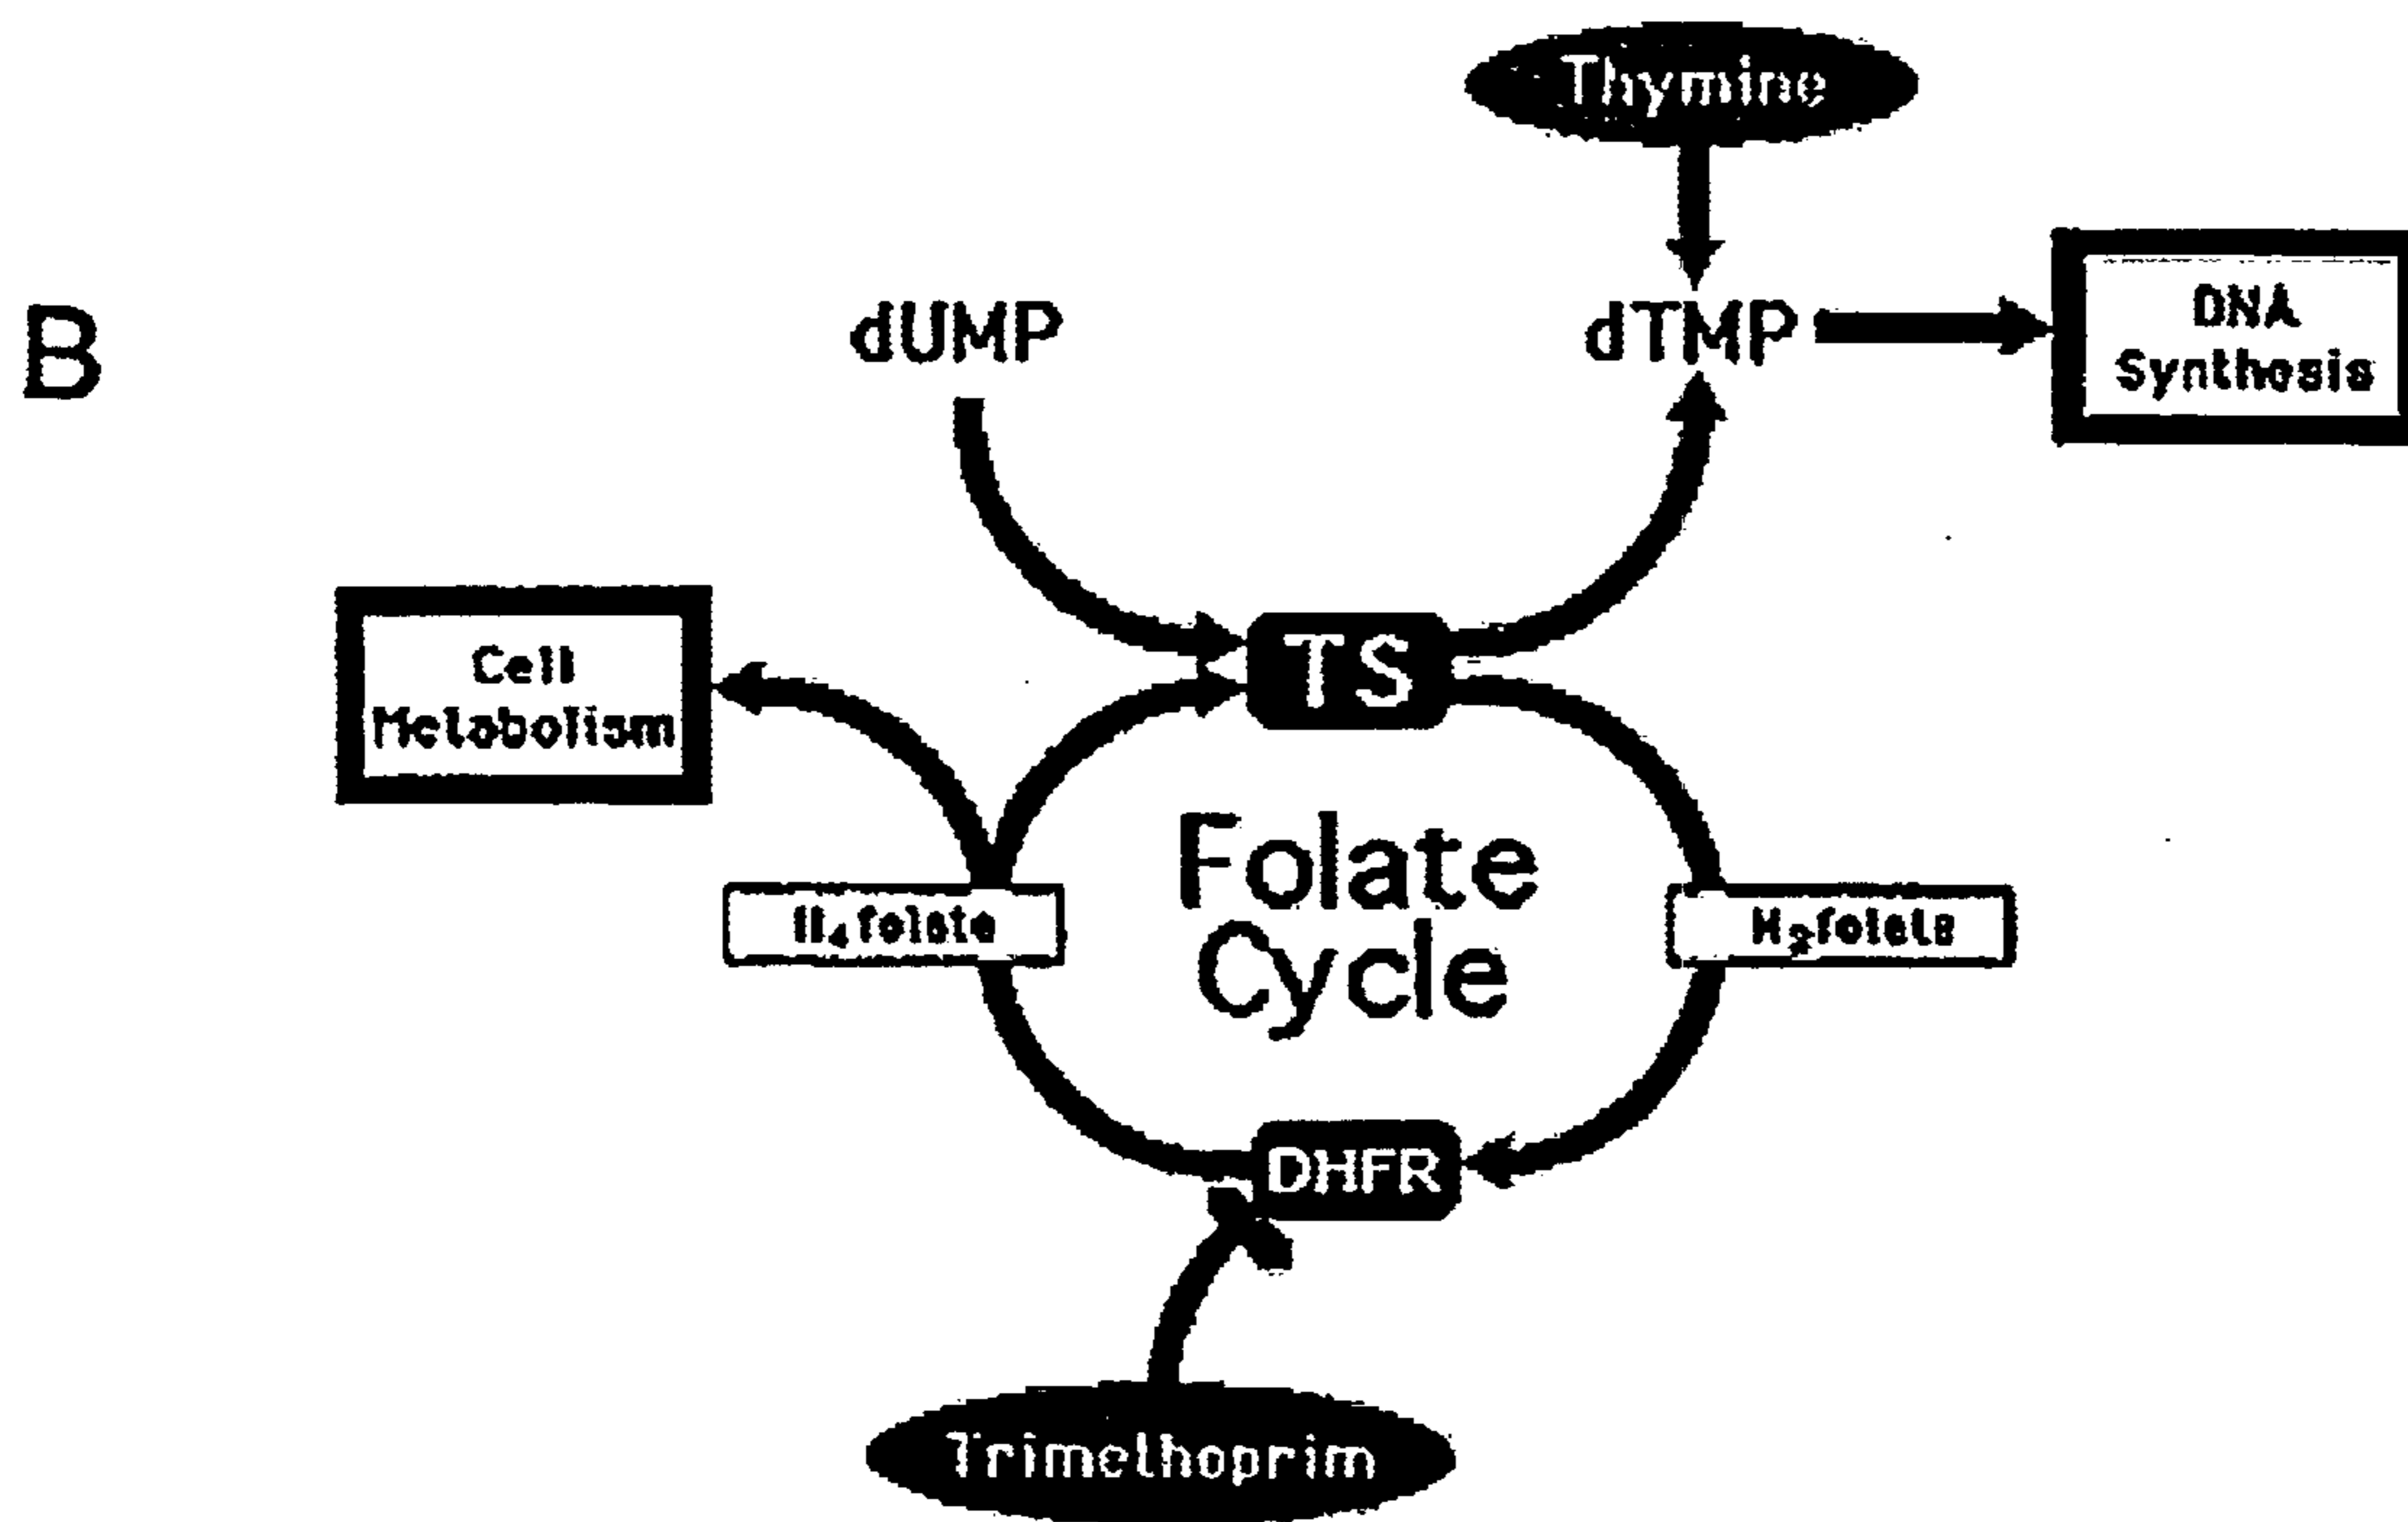 Thymine
B
dUMP
dTMP
DNA
Synthesis
TS
Cell
Metabolism
Folate
Cycle
H₄folate
H₂folate
DHFR
Trimethoprim